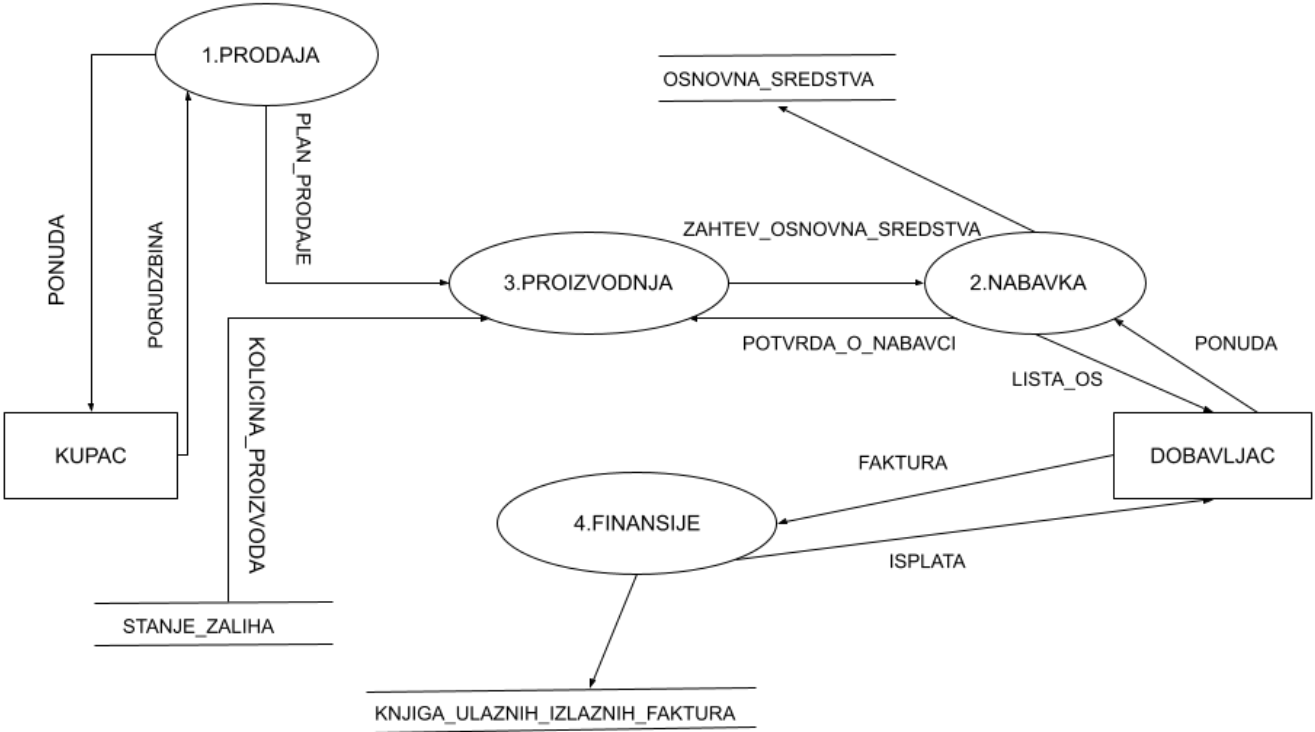 1.PRODAJA
OSNOVNA_SREDSTVA
PLAN_PRODAJE
PONUDA
PORUDZBINA
ZAHTEV_OSNOVNA_SREDSTVA
3.PROIZVODNJA
2.NABAVKA
POTVRDA_O_NABAVCI
PONUDA
LISTA_OS
KOLICINA_PROIZVODA
KUPAC
DOBAVLJAC
FAKTURA
4.FINANSIJE
ISPLATA
STANJE_ZALIHA
KNJIGA_ULAZNIH_IZLAZNIH_FAKTURA